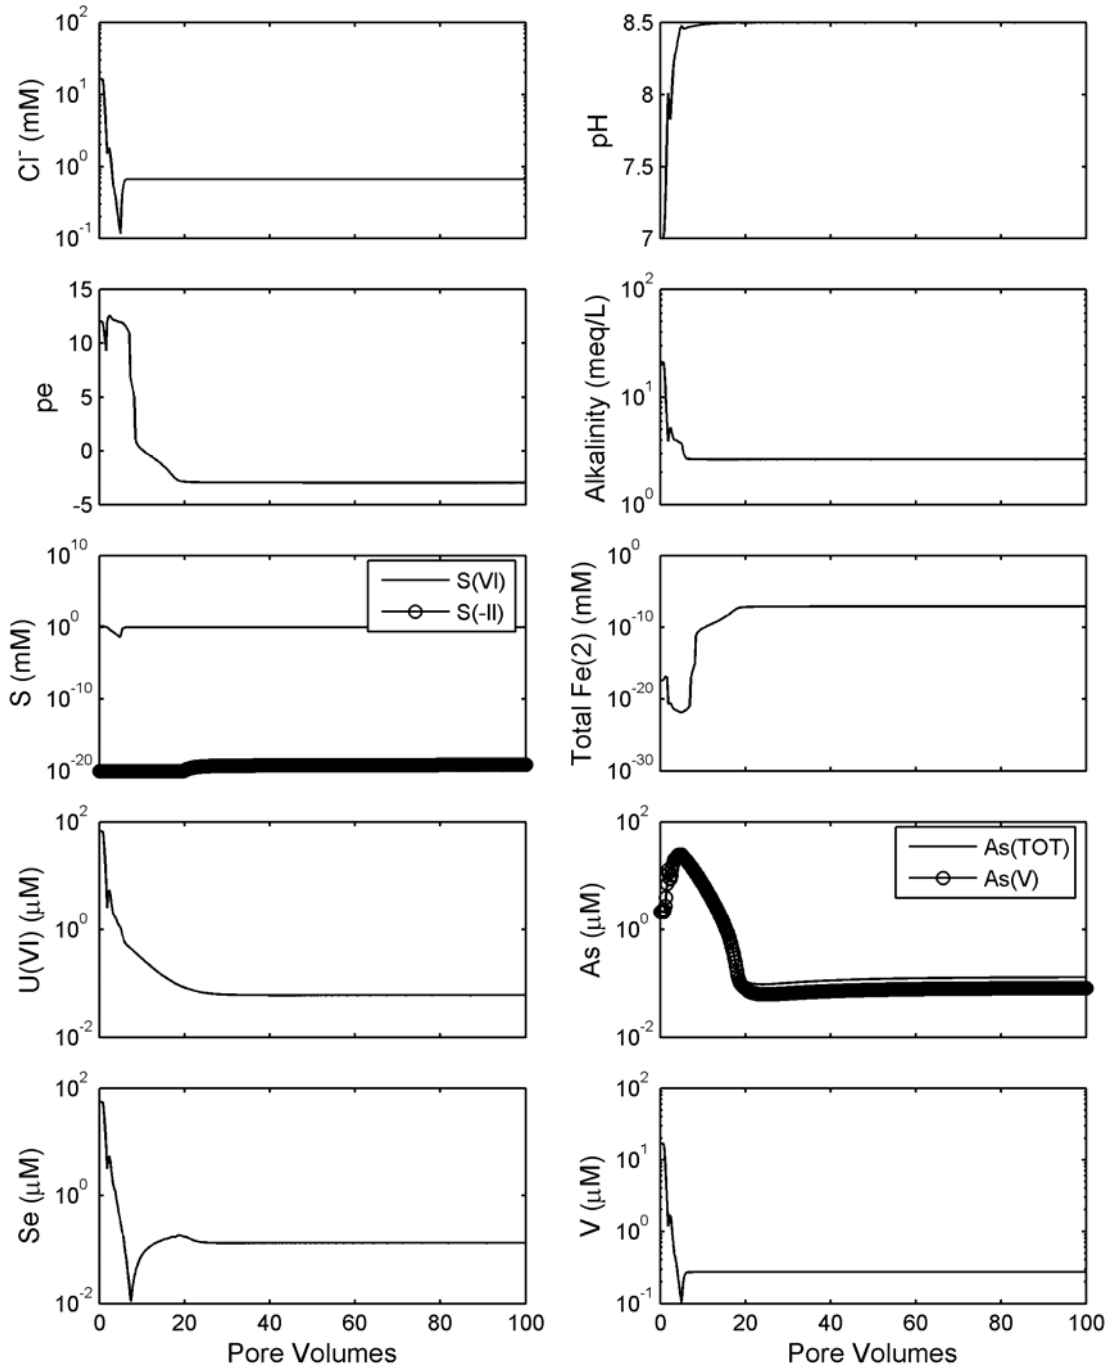 10² 10¹ 10⁰ 10⁻¹
Cl⁻ (mM)
8.5 8 7.5 7
pH
15 10 5 0 -5
pe
10² 10¹ 10⁰
Alkalinity (meq/L)
10¹⁰ 10⁰ 10⁻¹⁰ 10⁻²⁰
S (mM)
S(VI)
S(-II)
10⁰ 10⁻¹⁰ 10⁻²⁰ 10⁻³⁰
Total Fe(2) (mM)
10² 10⁰ 10⁻²
U(VI) (μM)
10² 10⁰ 10⁻²
As (μM)
As(TOT)
As(V)
10² 10⁰ 10⁻²
Se (μM)
0 20 40 60 80 100
Pore Volumes
10² 10¹ 10⁰ 10⁻¹
V (μM)
0 20 40 60 80 100
Pore Volumes